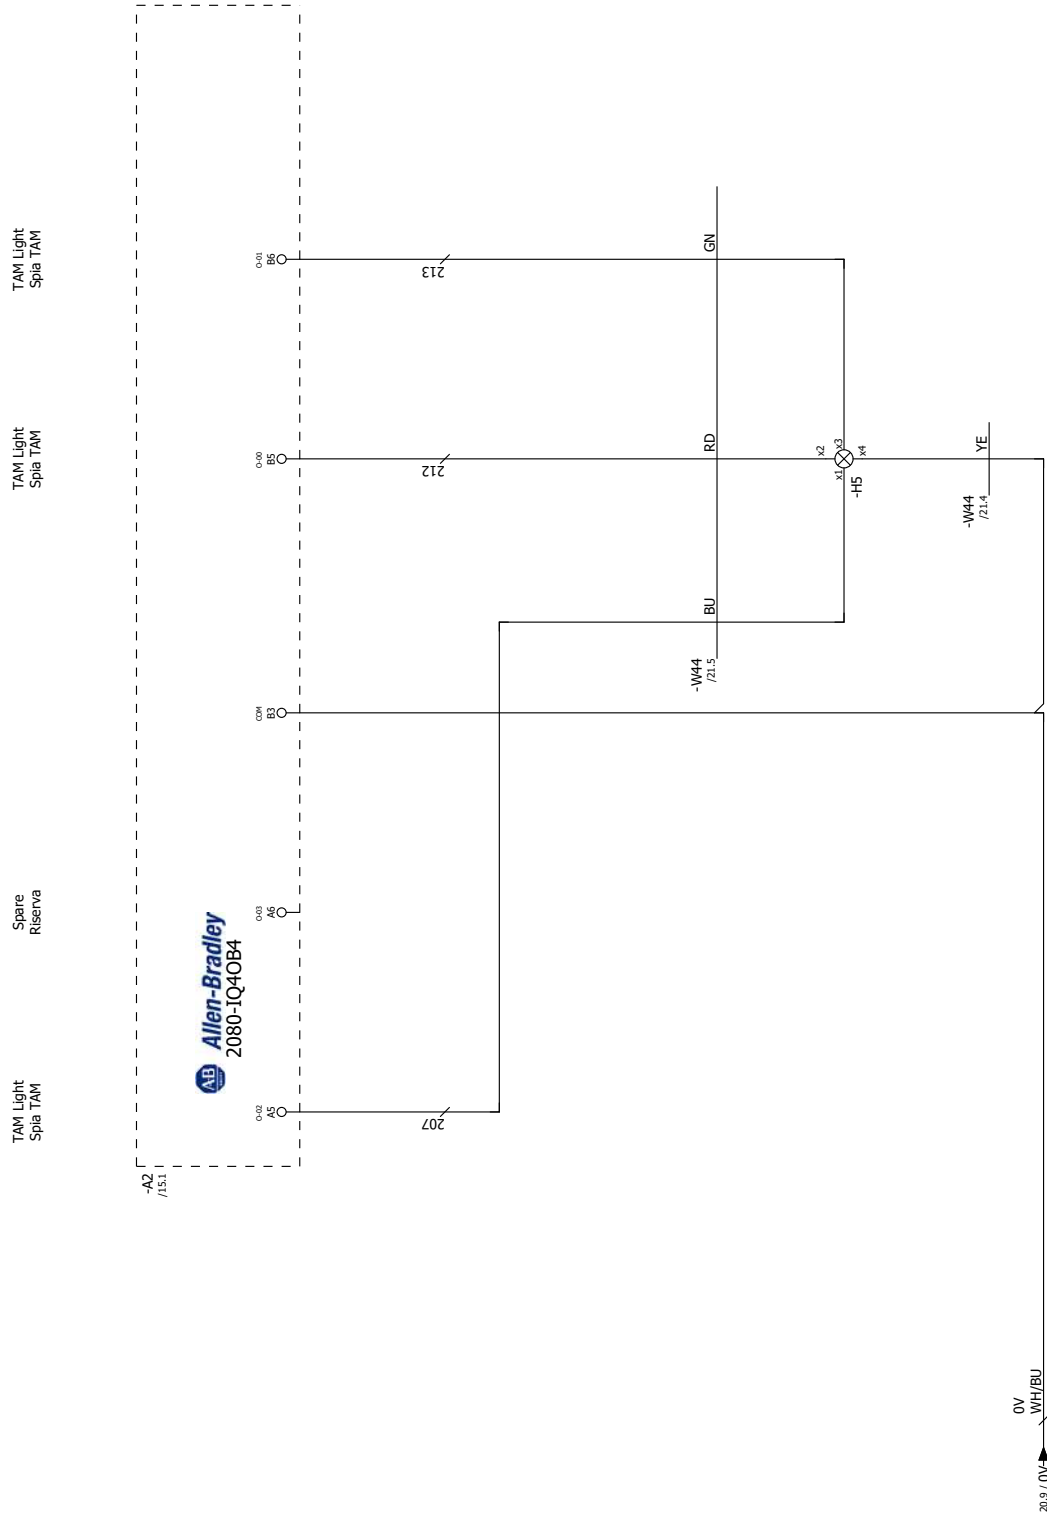 TAM Light
Spia TAM
Spare
Riserva
TAM Light
Spia TAM
TAM Light
Spia TAM
-A2
/15.1
AB
Allen-Bradley
2080-IQ4OB4
O-02
A5
O-03
A6
COM
B3
O-00
B5
O-01
B6
207
212
213
-W44
/21.5
BU
RD
GN
x1
x2
x3
x4
-H5
-W44
/21.4
YE
0V
WH/BU
20.9 / 0V